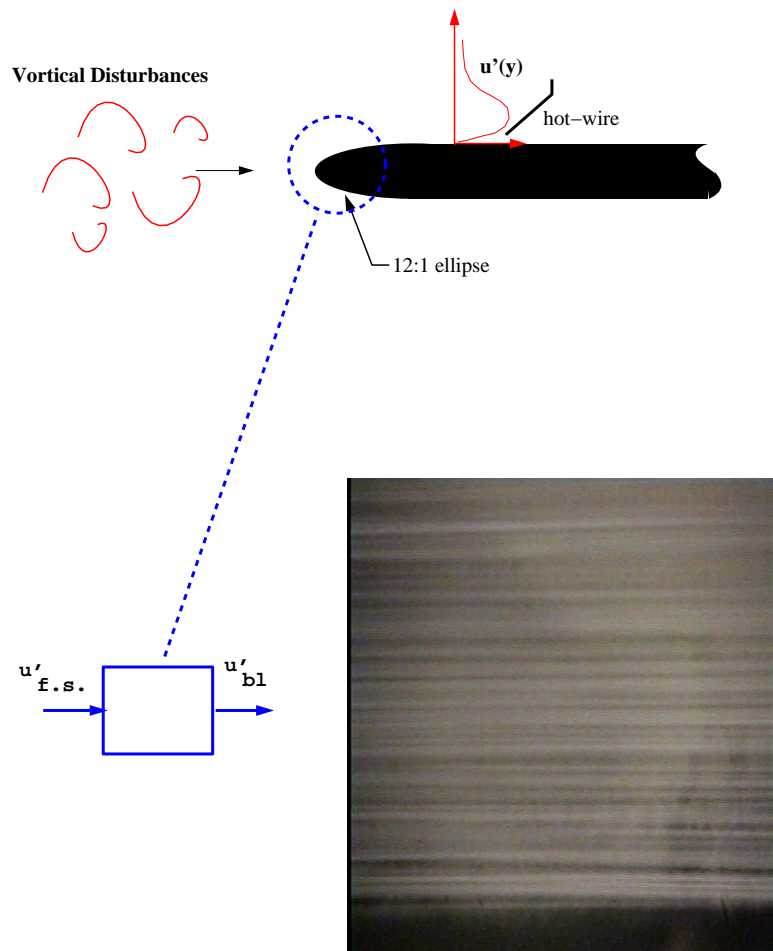 Vortical Disturbances
u'(y)
hot-wire
12:1 ellipse
u'f.s.
u'bl